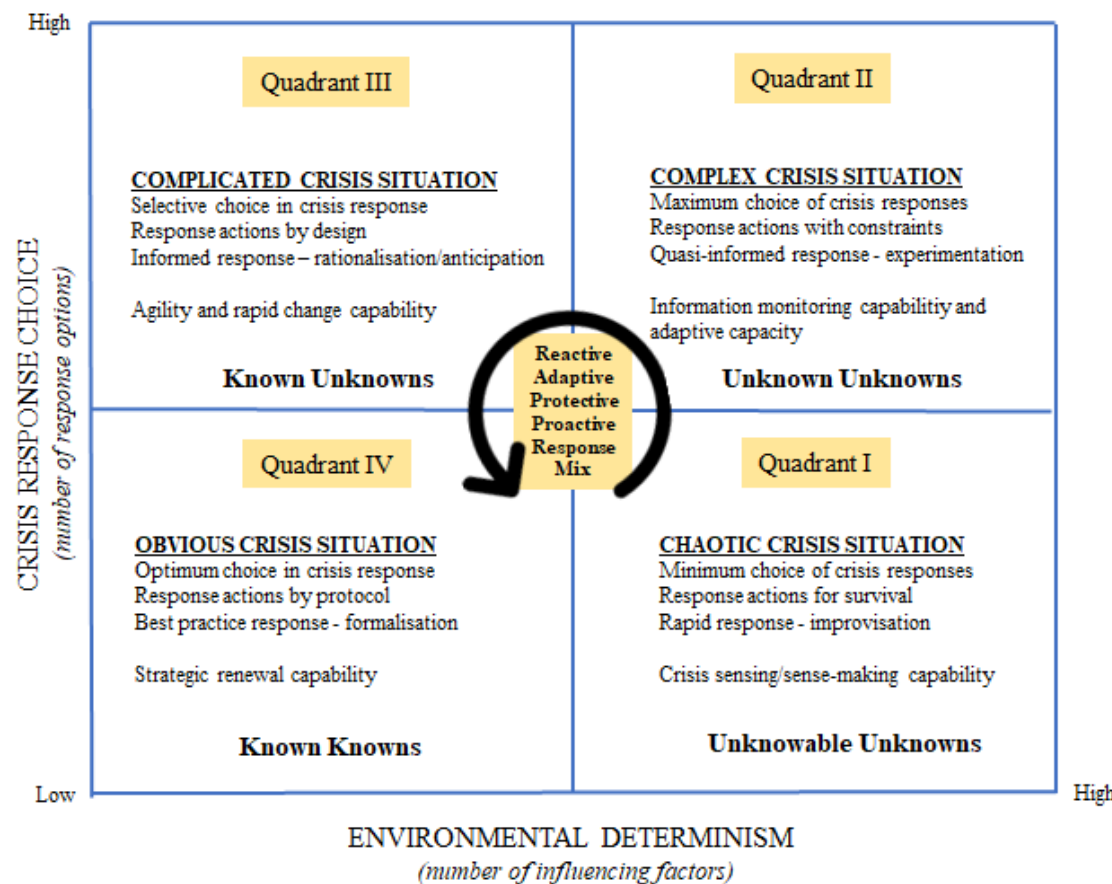 High
Quadrant III
COMPLICATED CRISIS SITUATION
Selective choice in crisis response
Response actions by design
Informed response – rationalisation/anticipation
Agility and rapid change capability
Known Unknowns
Quadrant II
COMPLEX CRISIS SITUATION
Maximum choice of crisis responses
Response actions with constraints
Quasi-informed response - experimentation
Information monitoring capabilitiy and
adaptive capacity
Unknown Unknowns
CRISIS RESPONSE CHOICE
(number of response options)
Reactive
Adaptive
Protective
Proactive
Response
Mix
Quadrant IV
OBVIOUS CRISIS SITUATION
Optimum choice in crisis response
Response actions by protocol
Best practice response - formalisation
Strategic renewal capability
Known Knowns
Quadrant I
CHAOTIC CRISIS SITUATION
Minimum choice of crisis responses
Response actions for survival
Rapid response - improvisation
Crisis sensing/sense-making capability
Unknowable Unknowns
Low
High
ENVIRONMENTAL DETERMINISM
(number of influencing factors)